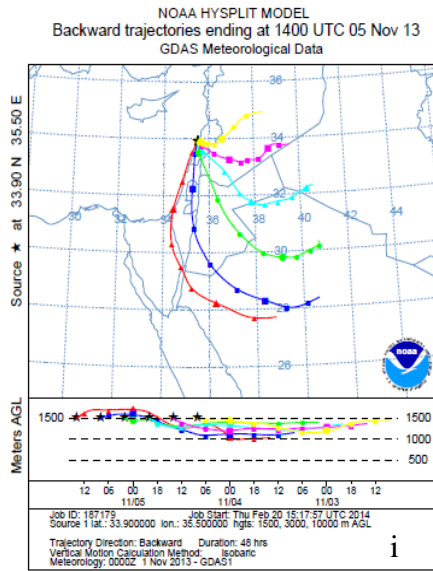 NOAA HYSPLIT MODEL
Backward trajectories ending at 1400 UTC 05 Nov 13
GDAS Meteorological Data
Source ★ at 33.90 N 35.50 E
36
34
30 32 36 38 40 42 44
30
28
26
noaa
Meters AGL
1500 1500
1000 1000
500 500
12 06 00 18 12 06 00 18 12 06 00 18 12
11/05 11/04 11/03
Job ID: 187179 Job Start: Thu Feb 20 15:17:57 UTC 2014
Source 1 lat.: 33.900000 lon.: 35.500000 hgts: 1500, 3000, 10000 m AGL
Trajectory Direction: Backward Duration: 48 hrs
Vertical Motion Calculation Method: Isobaric
Meteorology: 0000Z 1 Nov 2013 - GDAS1
i